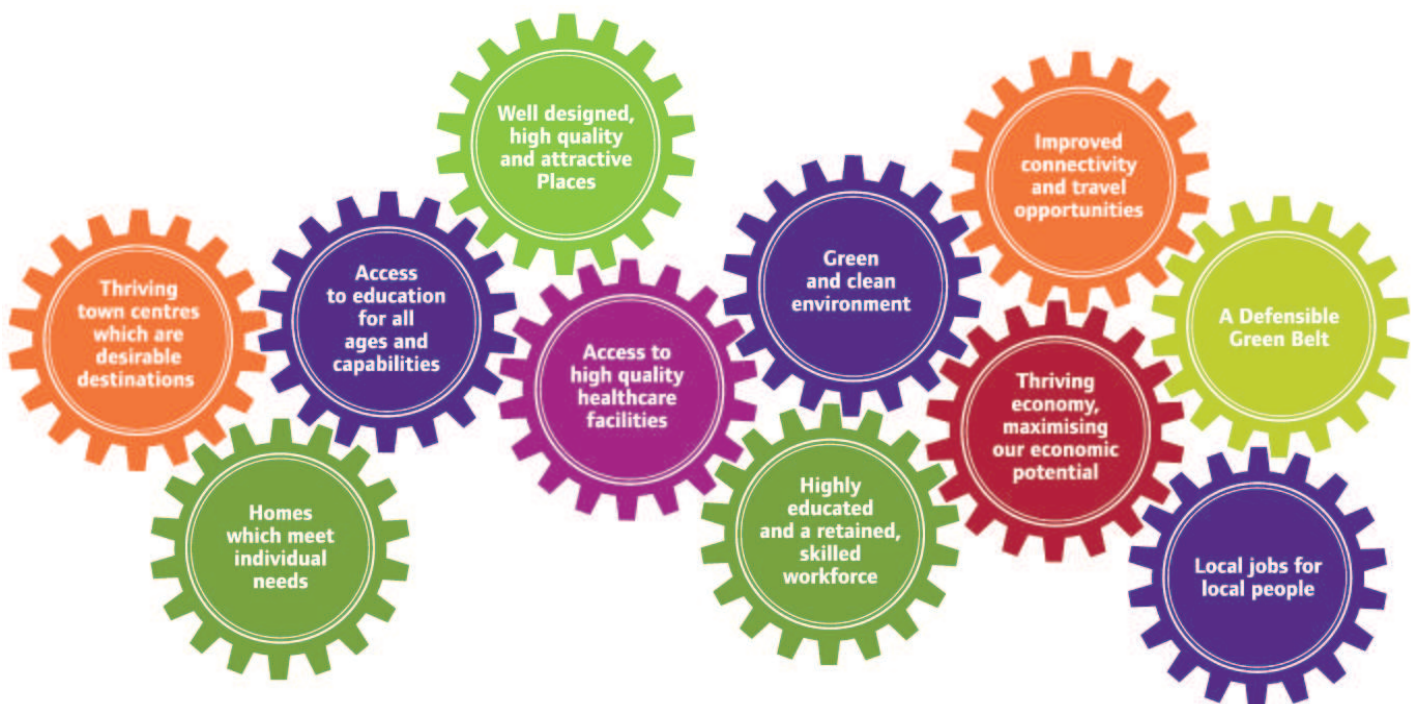 Well designed,
high quality
and attractive
Places
Improved
connectivity
and travel
opportunities
Thriving
town centres
which are
desirable
destinations
Access
to education
for all
ages and
capabilities
Green
and clean
environment
A Defensible
Green Belt
Access to
high quality
healthcare
facilities
Thriving
economy,
maximising
our economic
potential
Homes
which meet
individual
needs
Highly
educated
and a retained,
skilled
workforce
Local jobs for
local people